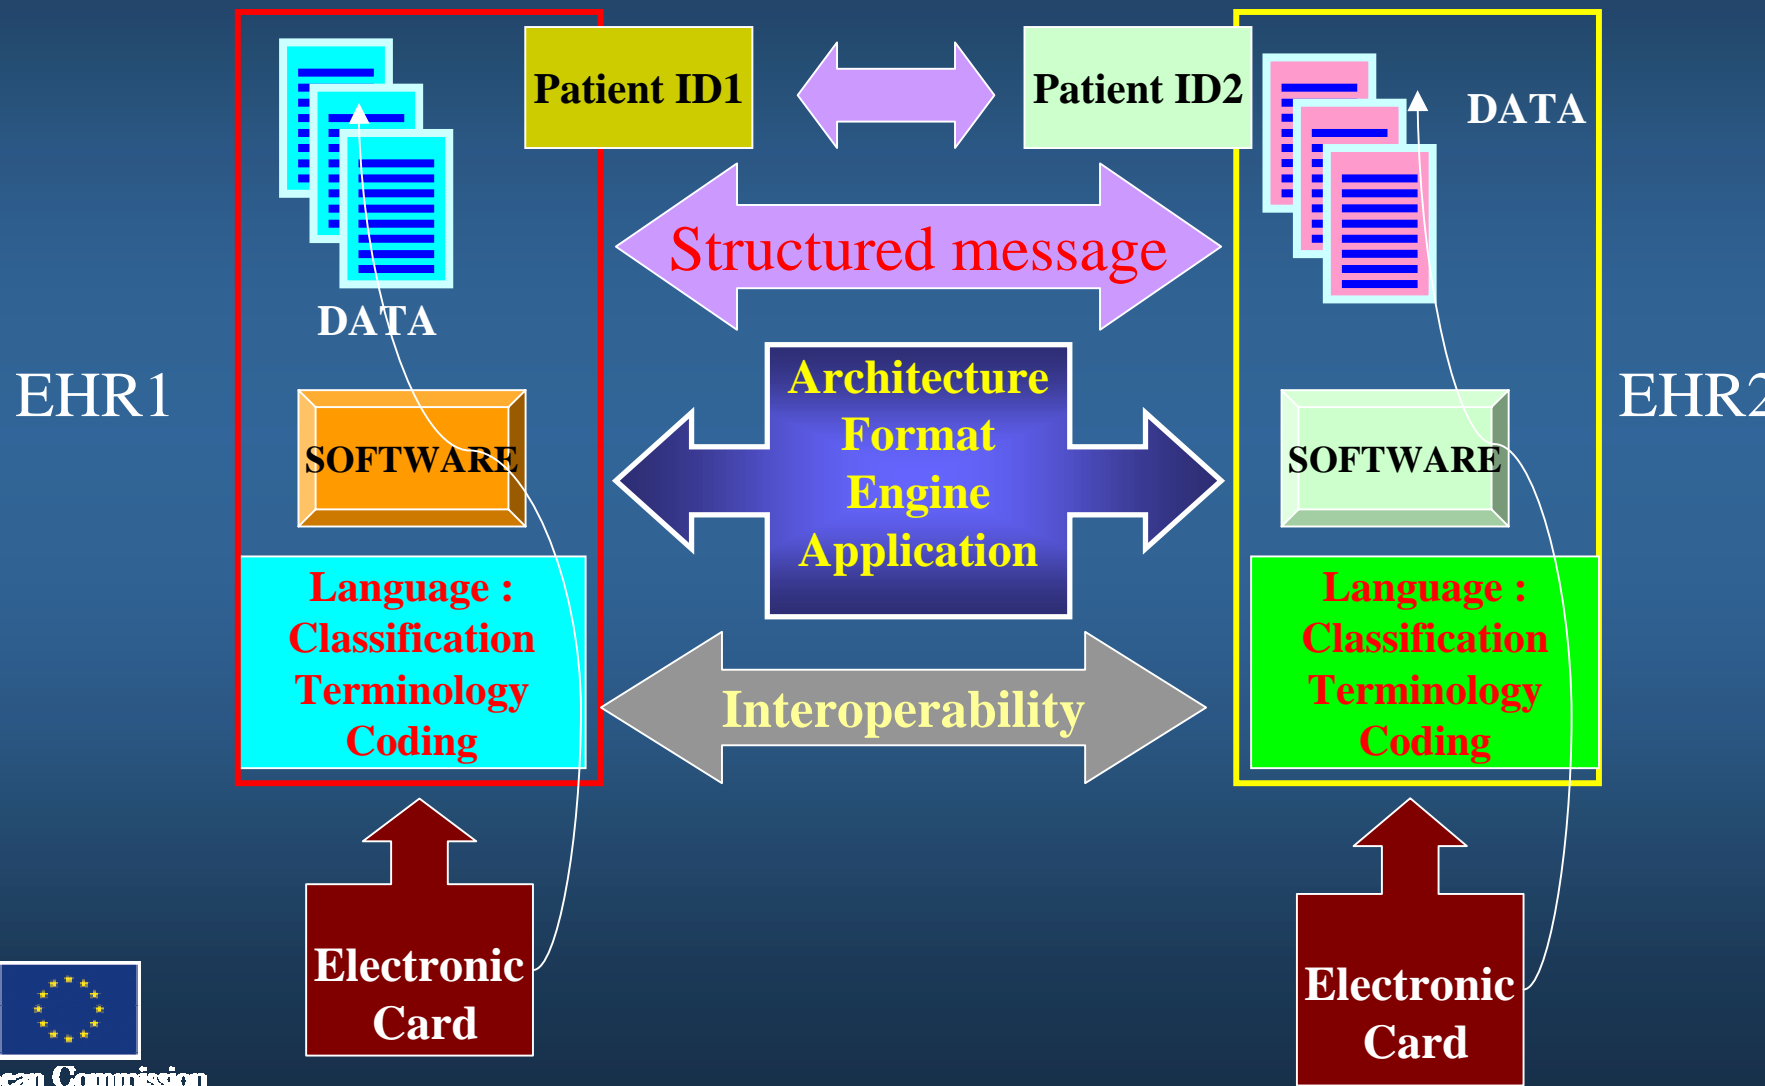 Patient ID1
Patient ID2
DATA
Structured message
DATA
EHR1
Architecture
Format
Engine
Application
EHR2
SOFTWARE
SOFTWARE
Language :
Classification
Terminology
Coding
Interoperability
Language :
Classification
Terminology
Coding
Electronic
Card
Electronic
Card
Commission